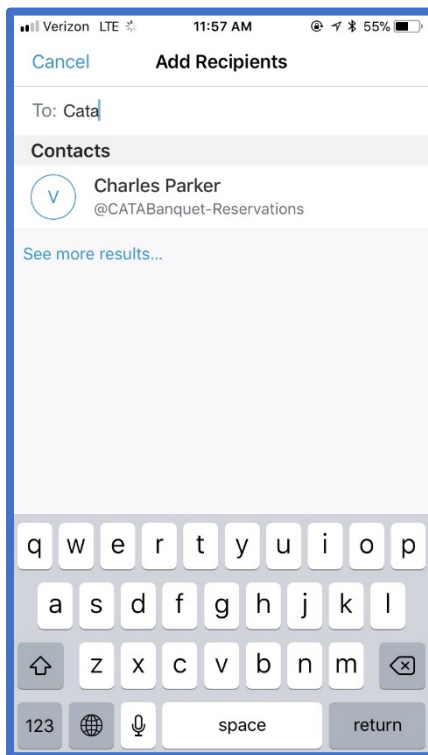 Verizon LTE 11:57 AM 55%
Cancel Add Recipients
To: Cata
Contacts
V
Charles Parker
@CATABanquet-Reservations
See more results...
q w e r t y u i o p
a s d f g h j k l
z x c v b n m
123 space return